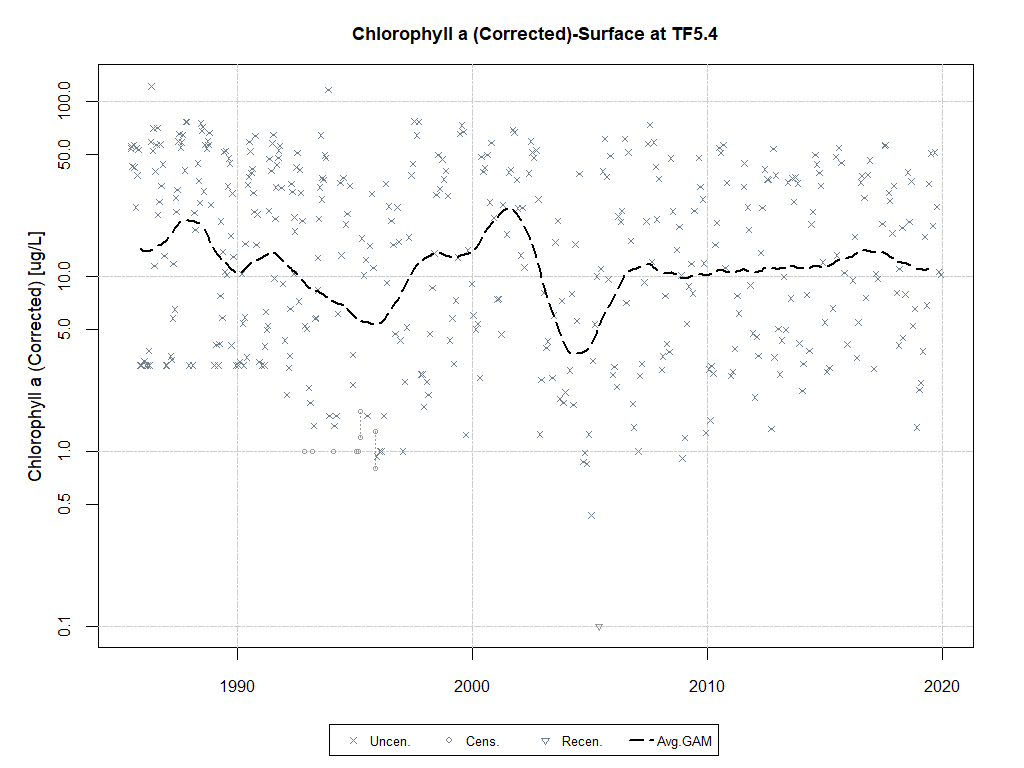 Chlorophyll a (Corrected)-Surface at TF5.4
Chlorophyll a (Corrected) [ug/L]
100.0
50.0
10.0
5.0
1.0
0.5
0.1
1990 2000 2010 2020
Uncen. Cens. Recen. Avg.GAM